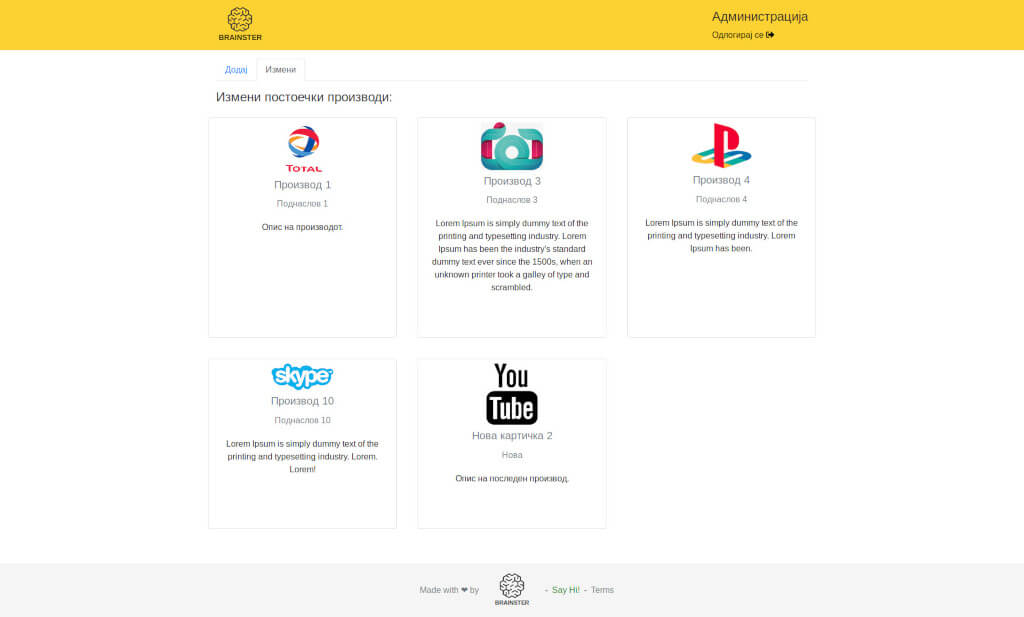 BRAINSTER
Администрација
Одлогирај се
Додај
Измени
Измени постоечки производи:
TOTAL
Производ 1
Поднаслов 1
Опис на производот.
Производ 3
Поднаслов 3
Lorem Ipsum is simply dummy text of the
printing and typesetting industry. Lorem
Ipsum has been the industry's standard
dummy text ever since the 1500s, when an
unknown printer took a galley of type and
scrambled.
Производ 4
Поднаслов 4
Lorem Ipsum is simply dummy text of the
printing and typesetting industry. Lorem
Ipsum has been.
skype
Производ 10
Поднаслов 10
Lorem Ipsum is simply dummy text of the
printing and typesetting industry. Lorem.
Lorem!
You
Tube
Нова картичка 2
Нова
Опис на последен производ.
Made with ❤ by
BRAINSTER
- Say Hi! - Terms